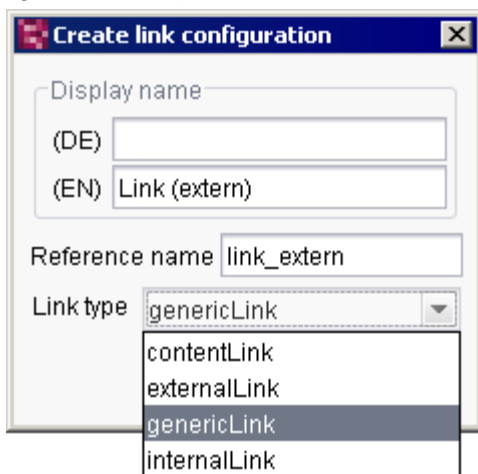 Create link configuration
Display name
(DE)
(EN) Link (extern)
Reference name link_extern
Link type genericLink
contentLink
externalLink
genericLink
internalLink